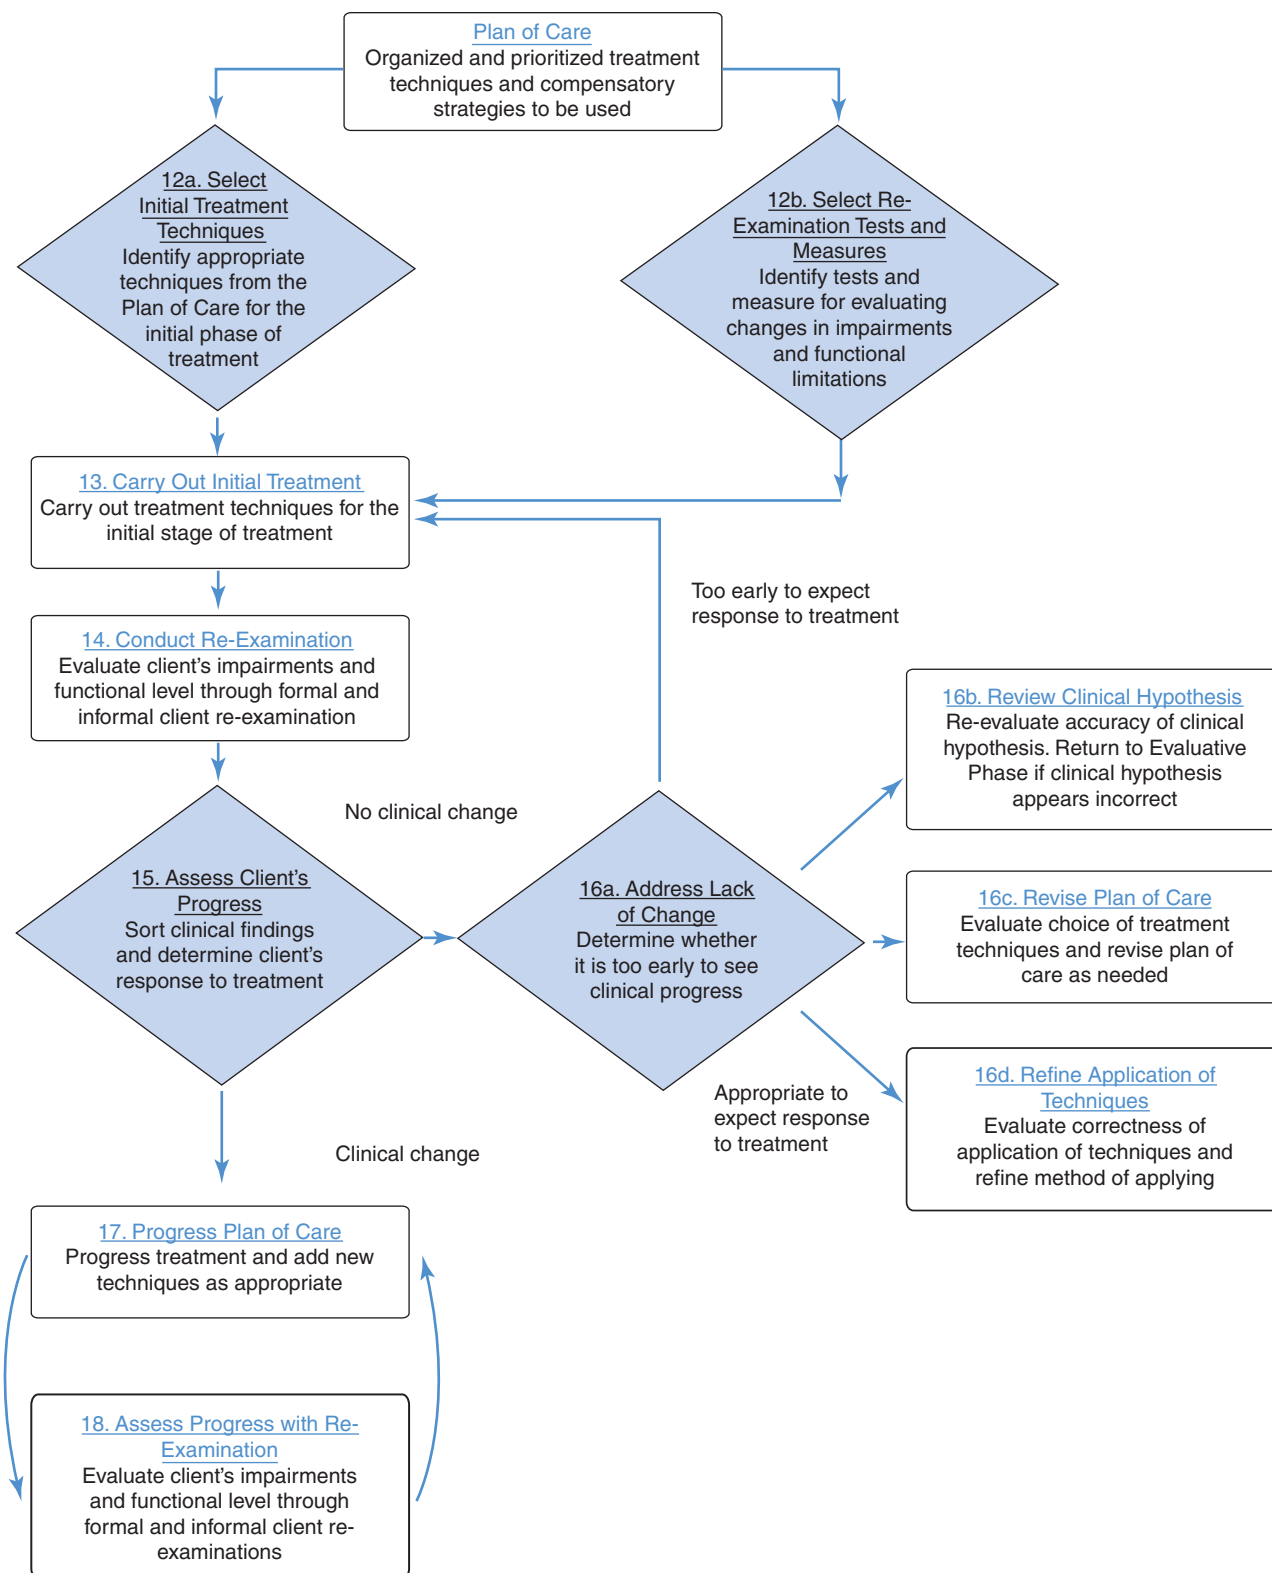 Plan of Care
Organized and prioritized treatment
techniques and compensatory
strategies to be used
12a. Select
Initial Treatment
Techniques
Identify appropriate
techniques from the
Plan of Care for the
initial phase of
treatment
12b. Select Re-
Examination Tests and
Measures
Identify tests and
measure for evaluating
changes in impairments
and functional
limitations
13. Carry Out Initial Treatment
Carry out treatment techniques for the
initial stage of treatment
Too early to expect
response to treatment
14. Conduct Re-Examination
Evaluate client’s impairments and
functional level through formal and
informal client re-examination
No clinical change
15. Assess Client’s
Progress
Sort clinical findings
and determine client’s
response to treatment
16a. Address Lack
of Change
Determine whether
it is too early to see
clinical progress
16b. Review Clinical Hypothesis
Re-evaluate accuracy of clinical
hypothesis. Return to Evaluative
Phase if clinical hypothesis
appears incorrect
16c. Revise Plan of Care
Evaluate choice of treatment
techniques and revise plan of
care as needed
Appropriate to
expect response
to treatment
16d. Refine Application of
Techniques
Evaluate correctness of
application of techniques and
refine method of applying
Clinical change
17. Progress Plan of Care
Progress treatment and add new
techniques as appropriate
18. Assess Progress with Re-
Examination
Evaluate client’s impairments
and functional level through
formal and informal client re-
examinations